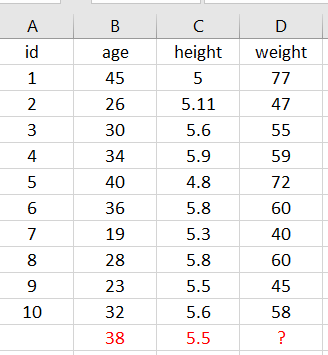 A B C D
id age height weight
1 45 5 77
2 26 5.11 47
3 30 5.6 55
4 34 5.9 59
5 40 4.8 72
6 36 5.8 60
7 19 5.3 40
8 28 5.8 60
9 23 5.5 45
10 32 5.6 58
38 5.5 ?